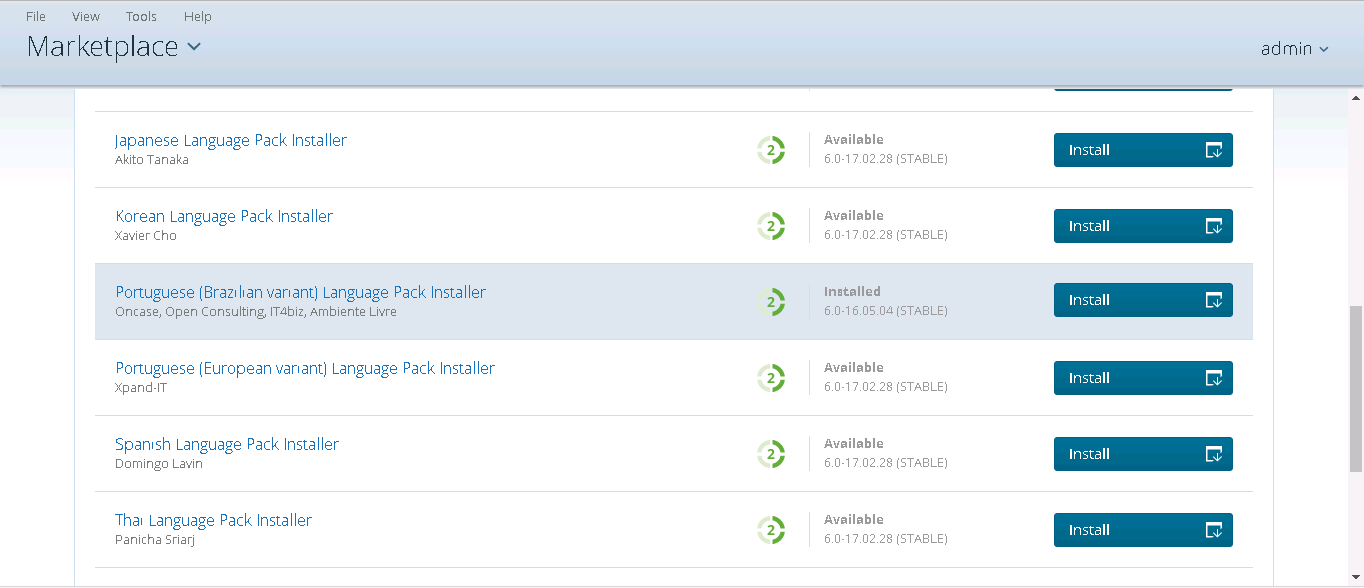 File View Tools Help
Marketplace
admin
Japanese Language Pack Installer
Akito Tanaka
2
Available
6.0-17.02.28 (STABLE)
Install
Korean Language Pack Installer
Xavier Cho
2
Available
6.0-17.02.28 (STABLE)
Install
Portuguese (Brazilian variant) Language Pack Installer
Oncase, Open Consulting, IT4biz, Ambiente Livre
2
Installed
6.0-16.05.04 (STABLE)
Install
Portuguese (European variant) Language Pack Installer
Xpand-IT
2
Available
6.0-17.02.28 (STABLE)
Install
Spanish Language Pack Installer
Domingo Lavin
2
Available
6.0-17.02.28 (STABLE)
Install
Thai Language Pack Installer
Panicha Sriarj
2
Available
6.0-17.02.28 (STABLE)
Install